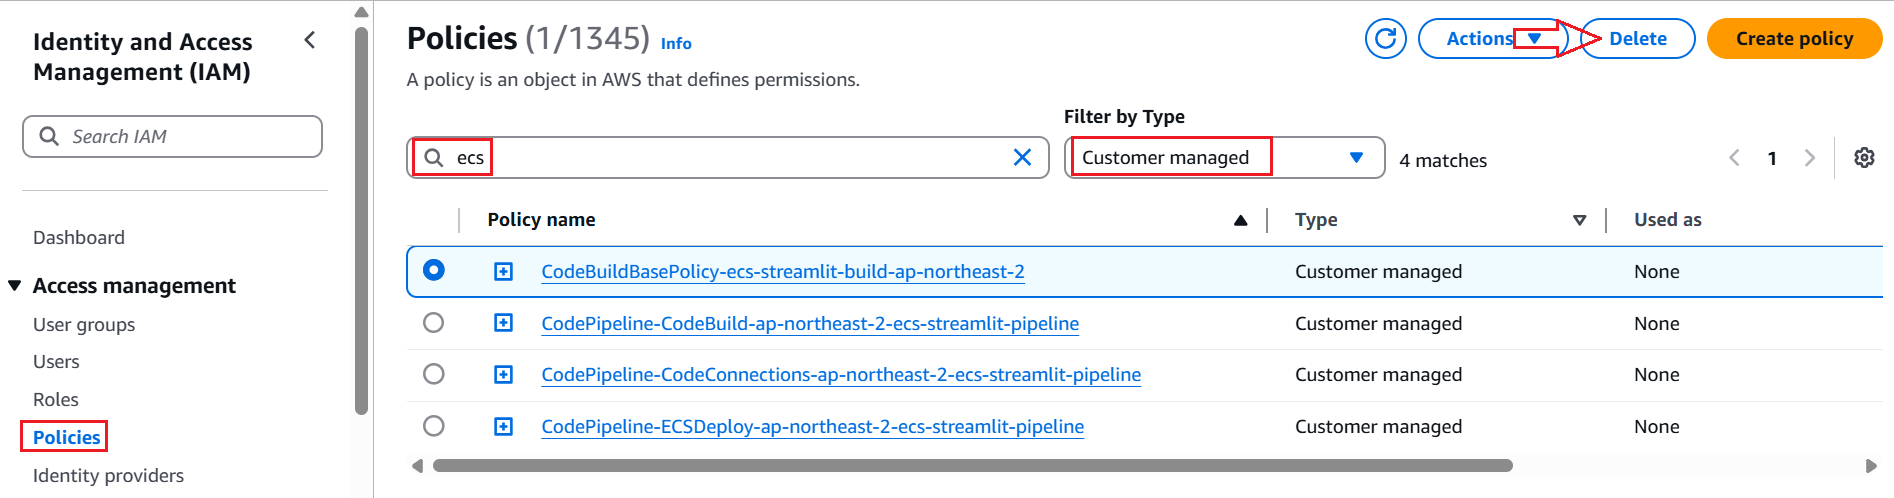 Identity and Access
Management (IAM)
Search IAM
Dashboard
Access management
User groups
Users
Roles
Policies
Identity providers
Policies (1/1345) Info
A policy is an object in AWS that defines permissions.
Actions
Delete
Create policy
Filter by Type
ecs
Customer managed
4 matches
1
Policy name Type Used as
CodeBuildBasePolicy-ecs-streamlit-build-ap-northeast-2 Customer managed None
CodePipeline-CodeBuild-ap-northeast-2-ecs-streamlit-pipeline Customer managed None
CodePipeline-CodeConnections-ap-northeast-2-ecs-streamlit-pipeline Customer managed None
CodePipeline-ECSDeploy-ap-northeast-2-ecs-streamlit-pipeline Customer managed None